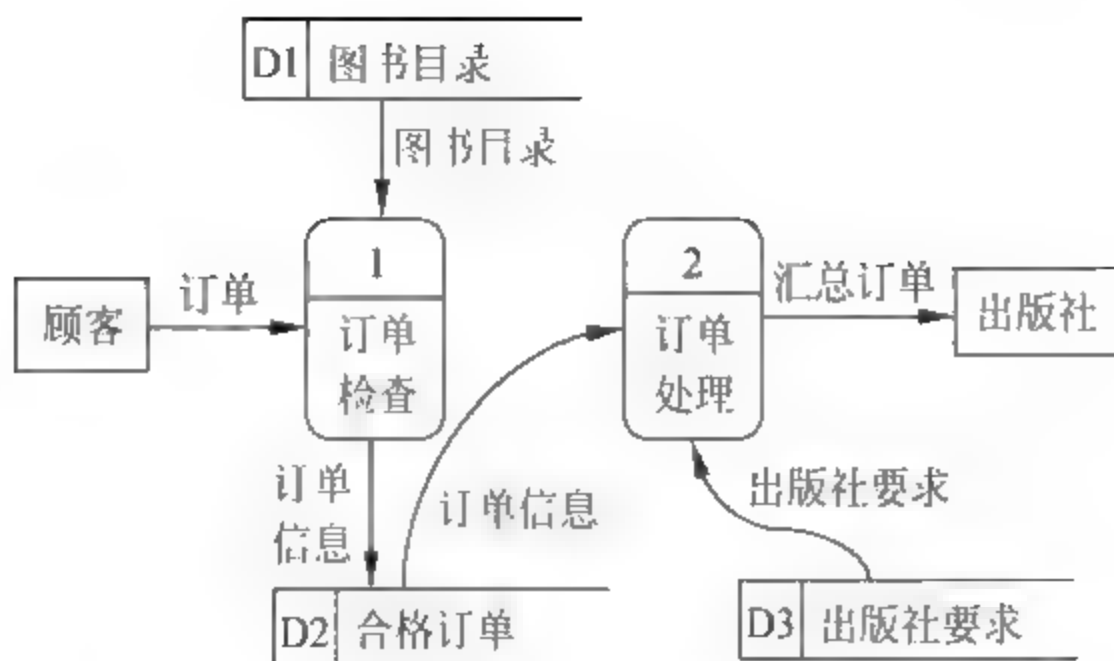 D1 图书目录
图书目录
1
2
顾客
订单
订单
检查
订单
处理
汇总订单
出版社
订单
信息
订单信息
出版社要求
D2 合格订单
D3 出版社要求